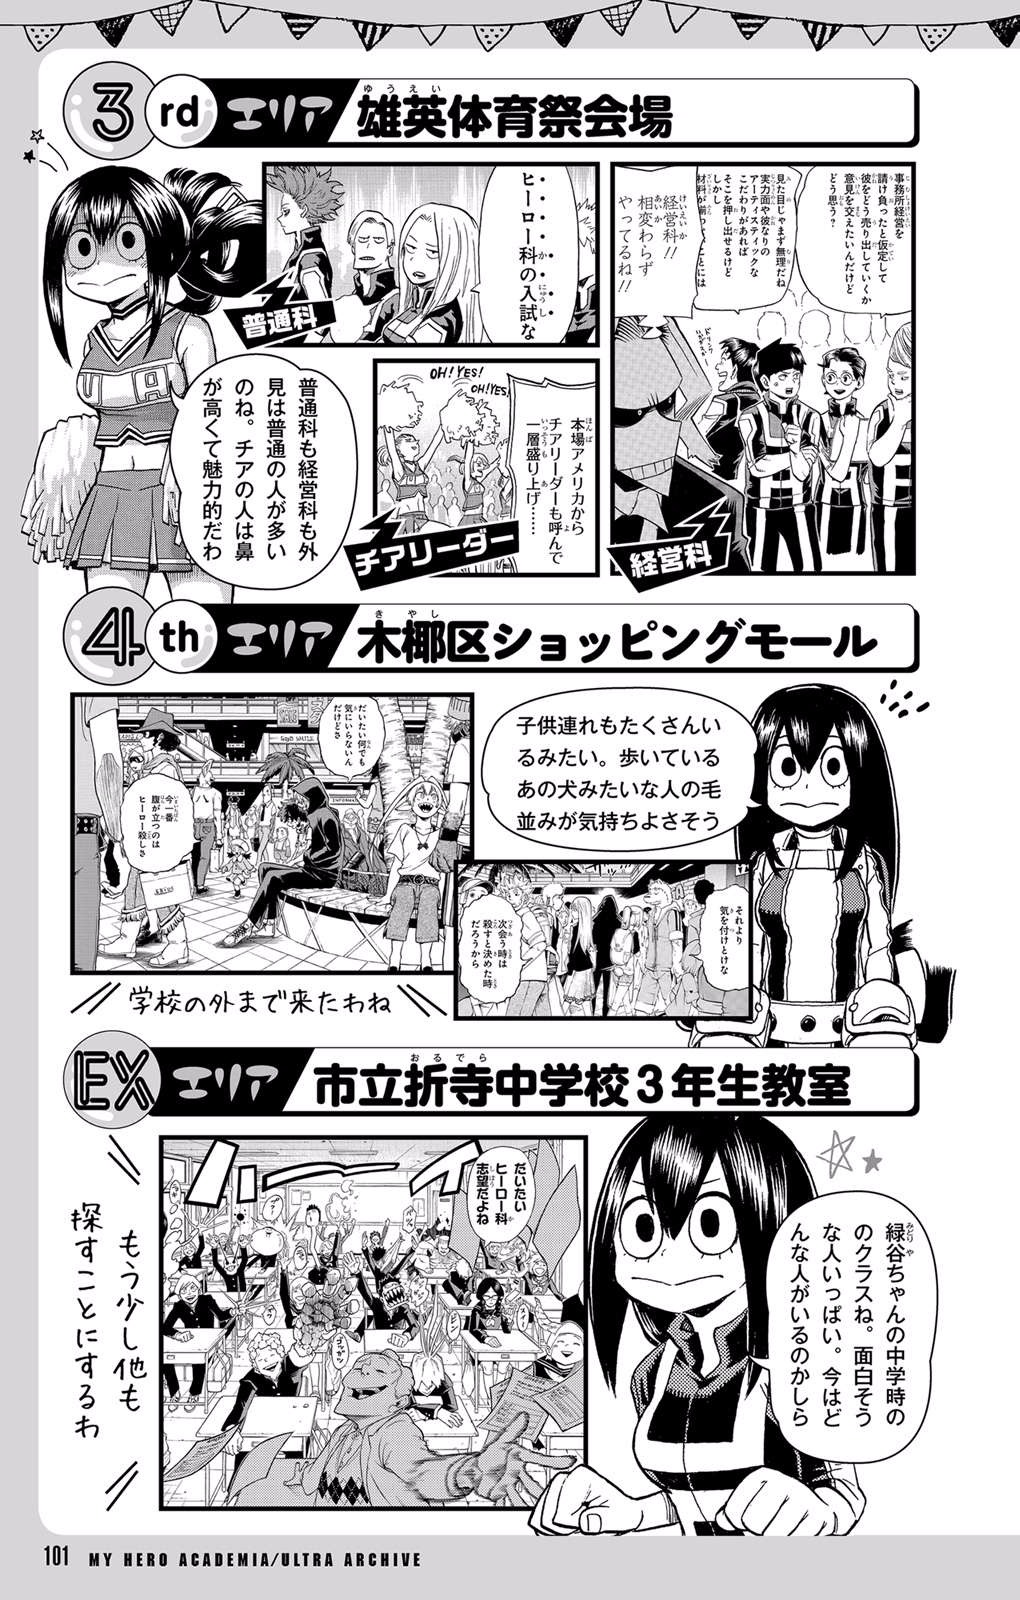 3rd エリア 雄英体育祭会場
ゆうえい
事務所経営を
請け負ったと仮定して
彼をどう売り出していくか
意見を交えたいんだけど
どう思う?
見た目じゃまず無理だね
実力面や彼なりの
アーティスティックな
こだわりがあれば
そこを押し出せるけど
しかし
経営科!!
相変わらず
やってるね!!
経営科
ヒーロー科の入試な
普通科
OH! YES!
OH! YES!
本場アメリカから
チアリーダーも呼んで
一層盛り上げ……
チアリーダー
普通科も経営科も外
見は普通の人が多い
のね。チアの人は鼻
が高くて魅力的だわ
4th エリア 木椰区ショッピングモール
きやし
だいたい何でも
気にいらないんだけどさ
今一番
腹が立つのは
ヒーロー殺しさ
子供連れもたくさんい
るみたい。歩いている
あの犬みたいな人の毛
並みが気持ちよさそう
それより
気を付けとけな
次会う時は
殺すと決めた時
だろうから
学校の外まで来たわね
EX エリア 市立折寺中学校3年生教室
おるでら
だいたい
ヒーロー科
志望だよね
はーーい
緑谷ちゃんの中学時の
のクラスね。面白そう
な人いっぱい。今はど
んな人がいるのかしら
もう少し他も
探すことにするわ
101 MY HERO ACADEMIA/ULTRA ARCHIVE